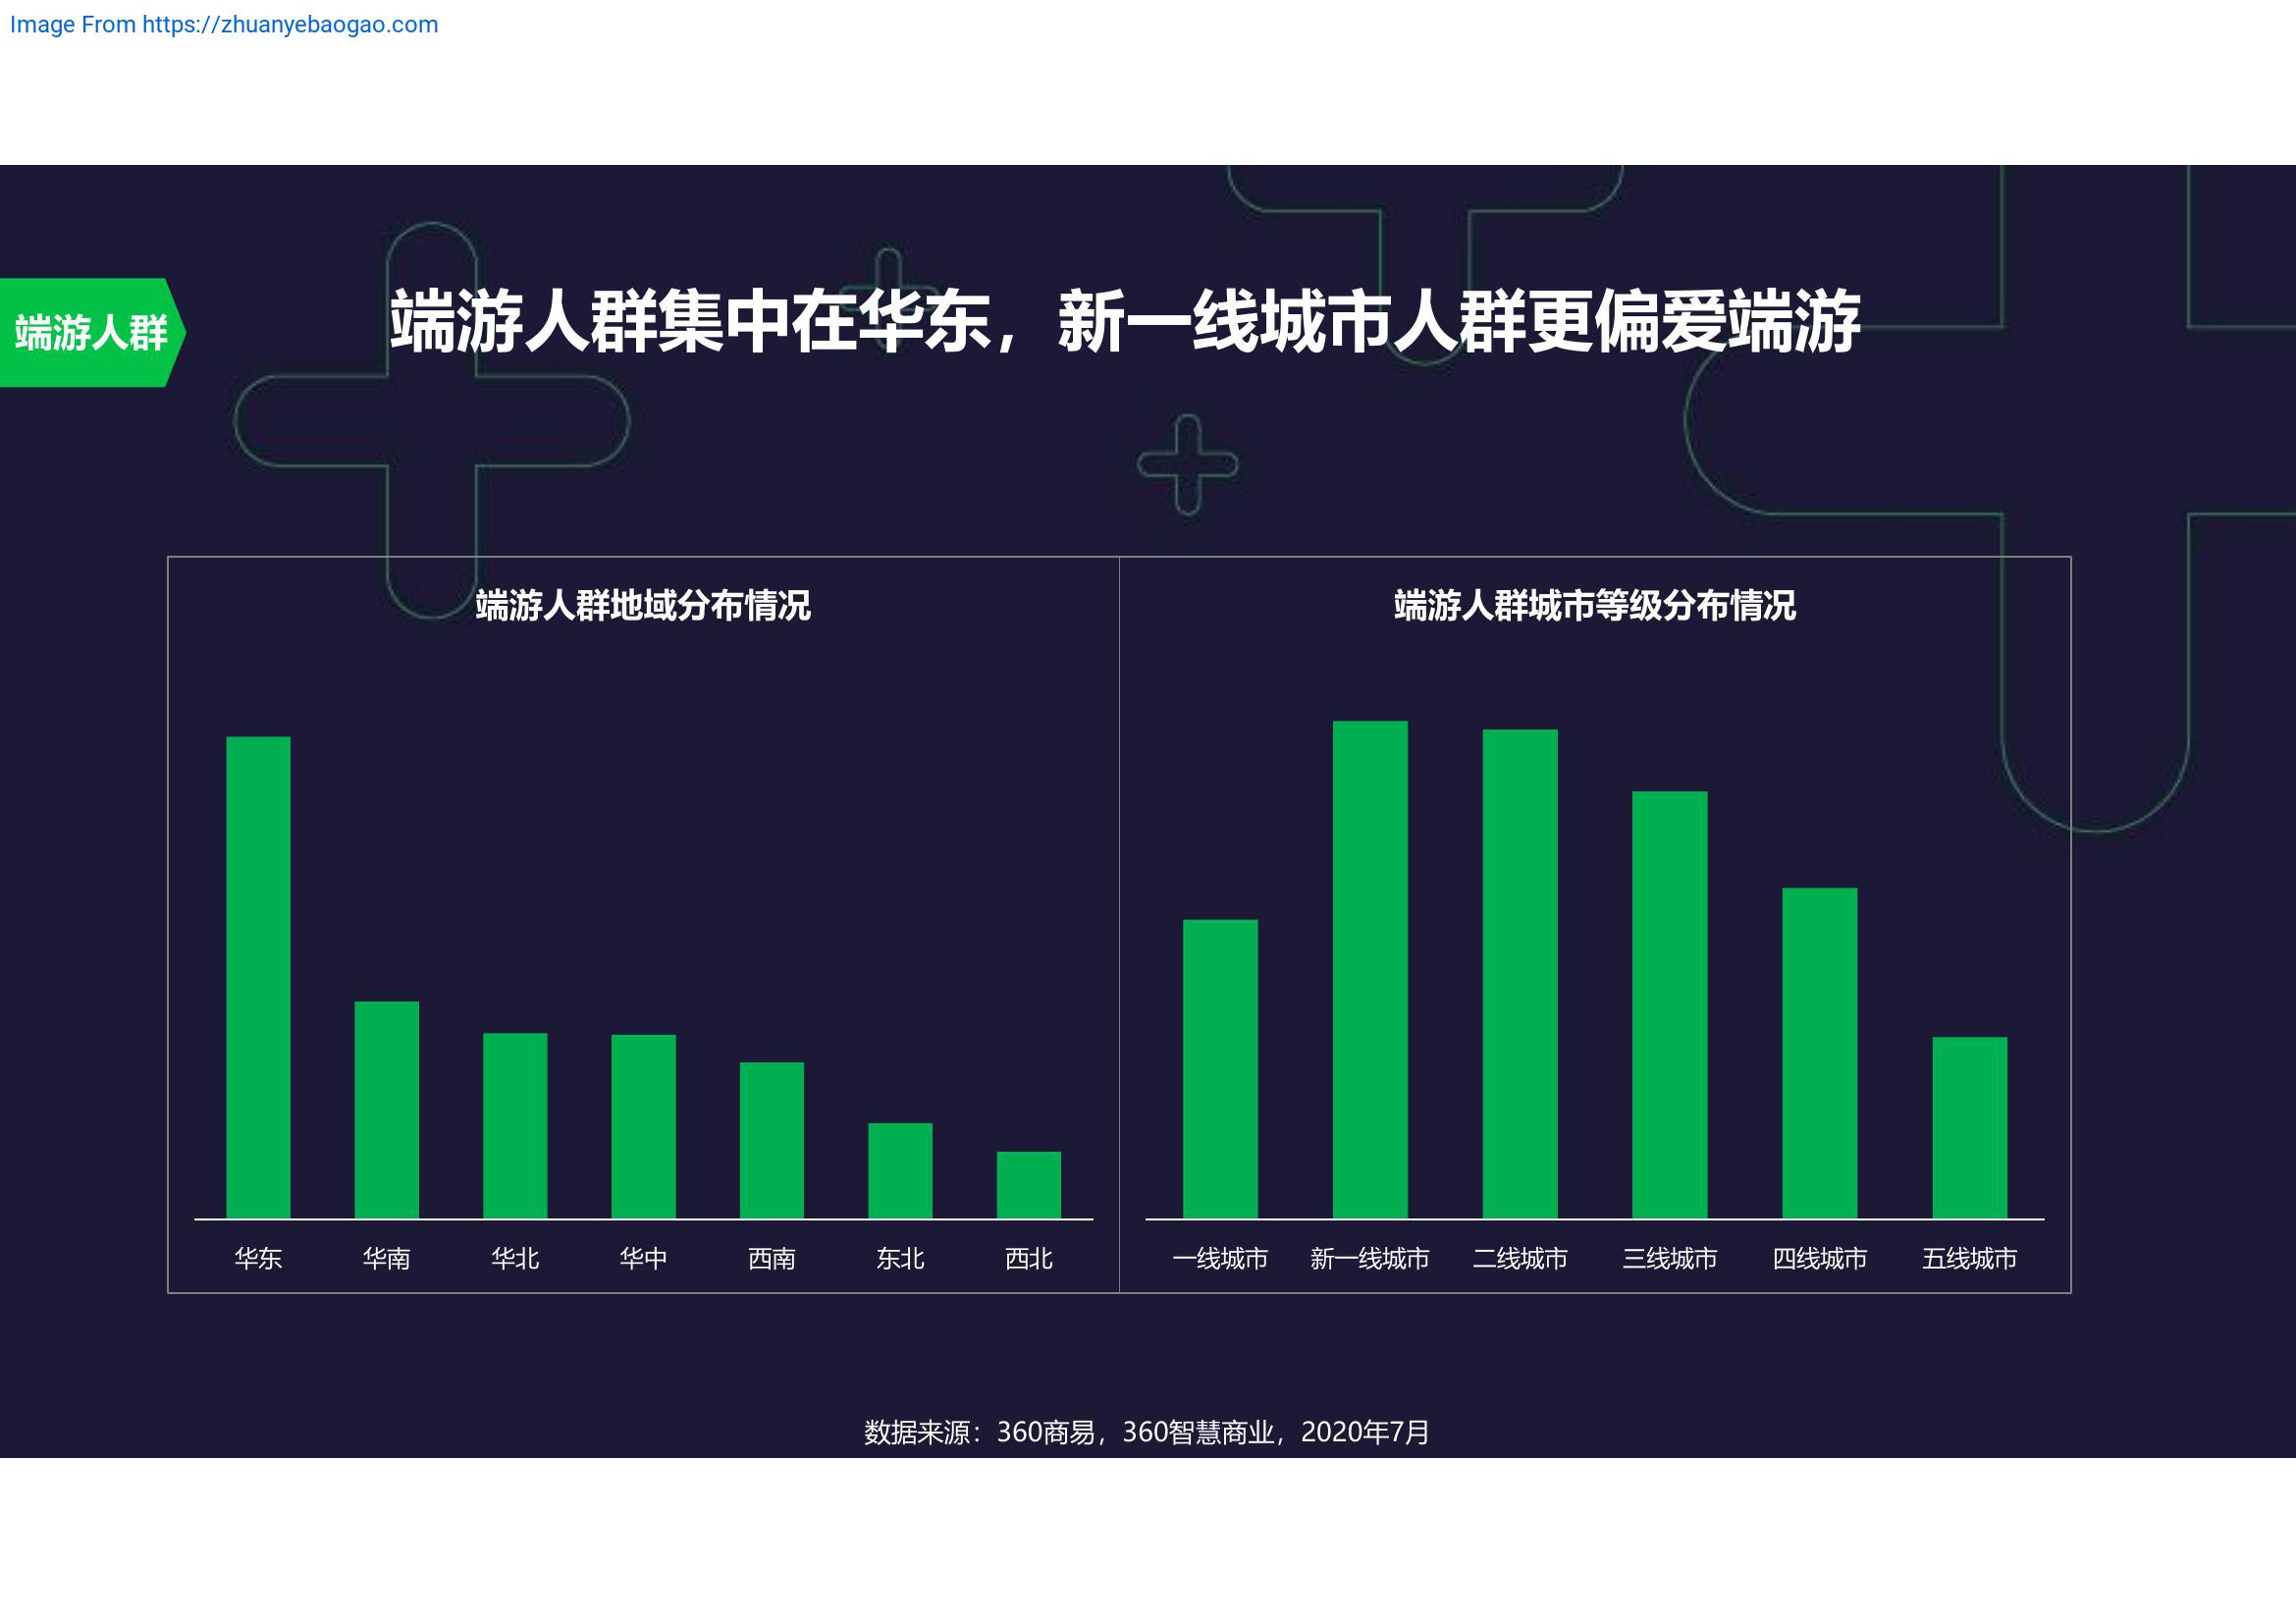 Image From https://zhuanyebaogao.com
端游人群
端游人群集中在华东，新一线城市人群更偏爱端游
端游人群地域分布情况
华东 华南 华北 华中 西南 东北 西北
端游人群城市等级分布情况
一线城市 新一线城市 二线城市 三线城市 四线城市 五线城市
数据来源：360商易，360智慧商业，2020年7月